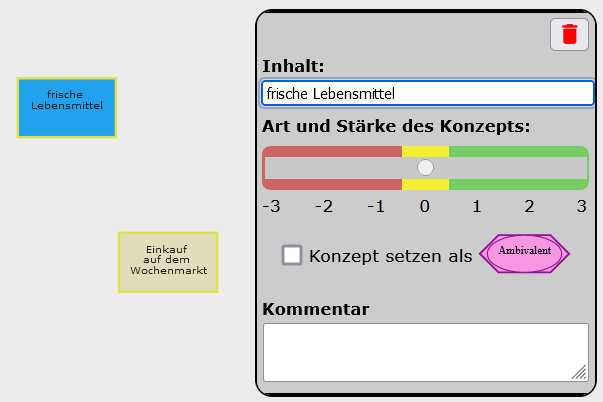 frische
Lebensmittel
Einkauf
auf dem
Wochenmarkt
Inhalt:
frische Lebensmittel
Art und Stärke des Konzepts:
-3 -2 -1 0 1 2 3
Konzept setzen als Ambivalent
Kommentar